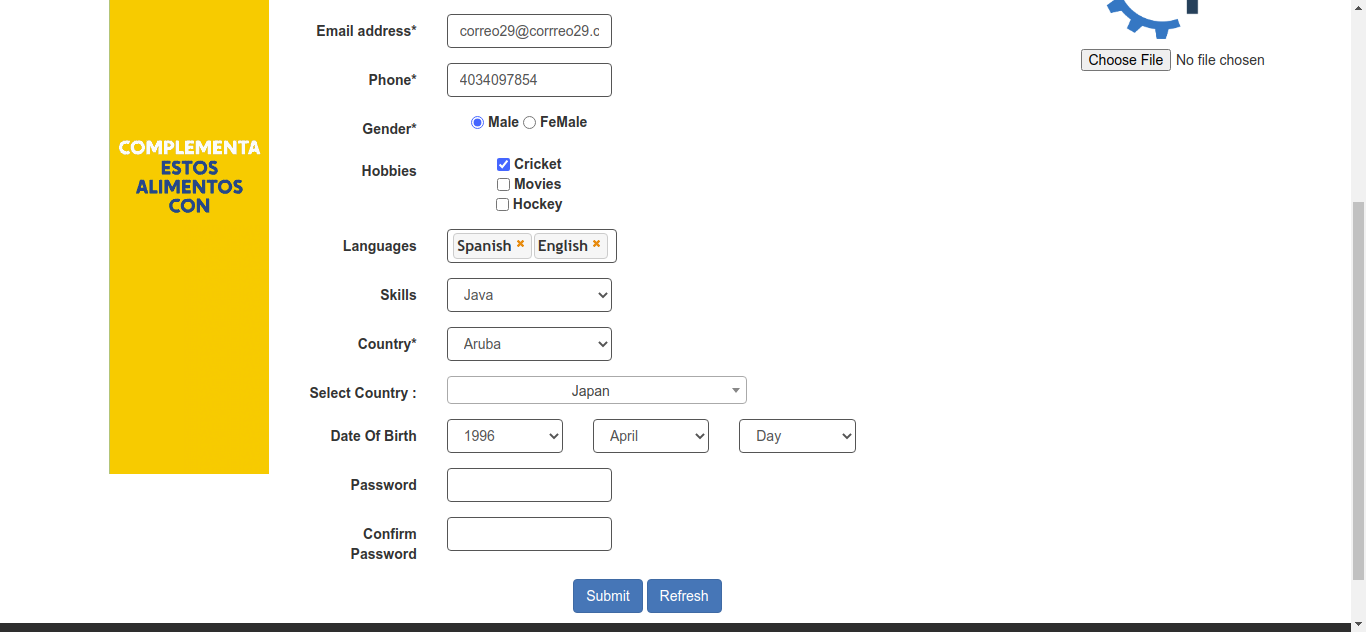 Email address* correo29@corrreo29.c
Choose File No file chosen
Phone* 4034097854
Gender* Male FeMale
COMPLEMENTA
ESTOS
ALIMENTOS
CON
Hobbies Cricket
Movies
Hockey
Languages Spanish English
Skills Java
Country* Aruba
Select Country : Japan
Date Of Birth 1996 April Day
Password
Confirm
Password
Submit Refresh